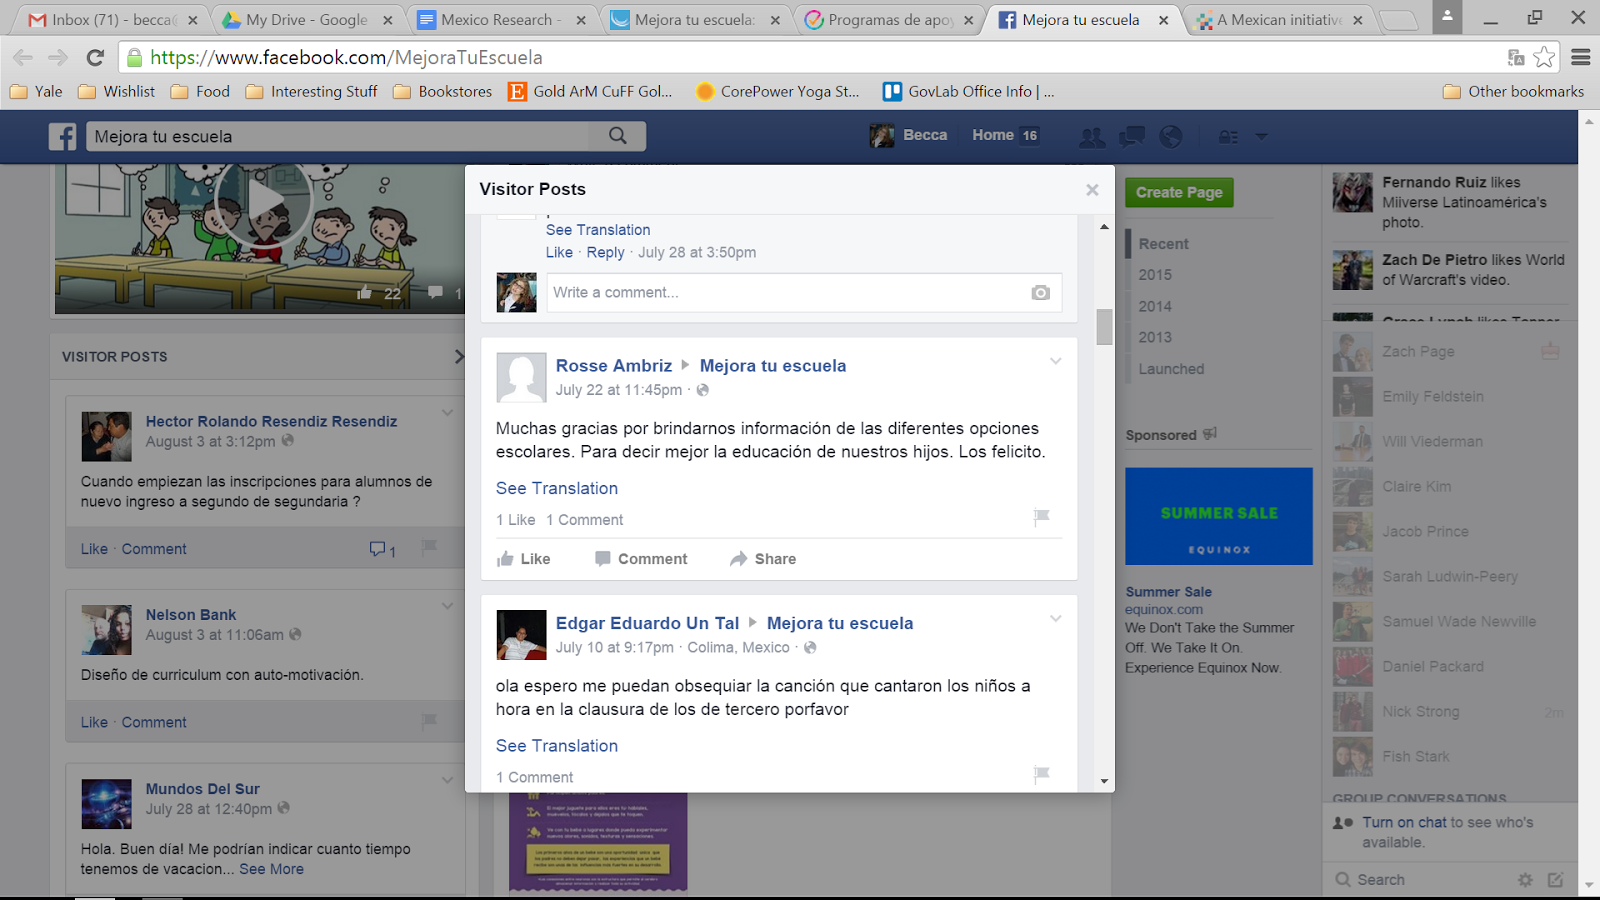 Inbox (71) - becca@
My Drive - Google
Mexico Research -
Mejora tu escuela:
Programas de apoy
Mejora tu escuela
A Mexican initiative
https://www.facebook.com/MejoraTuEscuela
Yale
Wishlist
Food
Interesting Stuff
Bookstores
Gold ArM CuFF Gol...
CorePower Yoga St...
GovLab Office Info | ...
Other bookmarks
Mejora tu escuela
Becca
Home 16
22
1
VISITOR POSTS
Hector Rolando Resendiz Resendiz
August 3 at 3:12pm
Cuando empiezan las inscripciones para alumnos de
nuevo ingreso a segundo de segundaria ?
Like · Comment
1
Nelson Bank
August 3 at 11:06am
Diseño de curriculum con auto-motivación.
Like · Comment
Mundos Del Sur
July 28 at 12:40pm
Hola. Buen día! Me podrían indicar cuanto tiempo
tenemos de vacacion... See More
Visitor Posts
See Translation
Like · Reply · July 28 at 3:50pm
Write a comment...
Rosse Ambriz
Mejora tu escuela
July 22 at 11:45pm ·
Muchas gracias por brindarnos información de las diferentes opciones
escolares. Para decir mejor la educación de nuestros hijos. Los felicito.
See Translation
1 Like 1 Comment
Like
Comment
Share
Edgar Eduardo Un Tal
Mejora tu escuela
July 10 at 9:17pm · Colima, Mexico ·
ola espero me puedan obsequiar la canción que cantaron los niños a
hora en la clausura de los de tercero porfavor
See Translation
1 Comment
Create Page
Recent
2015
2014
2013
Launched
Sponsored
SUMMER SALE
EQUINOX
Summer Sale
equinox.com
We Don't Take the Summer
Off. We Take It On.
Experience Equinox Now.
Fernando Ruiz likes
Miiverse Latinoamérica's
photo.
Zach De Pietro likes World
of Warcraft's video.
Zach Page
Emily Feldstein
Will Viederman
Claire Kim
Jacob Prince
Sarah Ludwin-Peery
Samuel Wade Newville
Daniel Packard
Nick Strong
2m
Fish Stark
GROUP CONVERSATIONS
Turn on chat to see who's
available.
Search